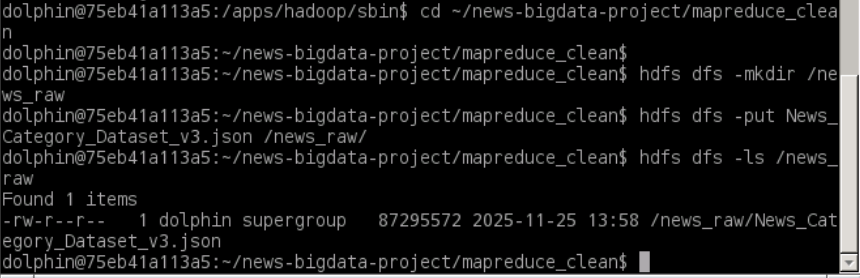 dolphin@75eb41a113a5:/apps/hadoop/sbin$ cd ~/news-bigdata-project/mapreduce_clea
n
dolphin@75eb41a113a5:~/news-bigdata-project/mapreduce_clean$
dolphin@75eb41a113a5:~/news-bigdata-project/mapreduce_clean$ hdfs dfs -mkdir /ne
ws_raw
dolphin@75eb41a113a5:~/news-bigdata-project/mapreduce_clean$ hdfs dfs -put News_
Category_Dataset_v3.json /news_raw/
dolphin@75eb41a113a5:~/news-bigdata-project/mapreduce_clean$ hdfs dfs -ls /news_
raw
Found 1 items
-rw-r--r--   1 dolphin supergroup   87295572 2025-11-25 13:58 /news_raw/News_Cat
egory_Dataset_v3.json
dolphin@75eb41a113a5:~/news-bigdata-project/mapreduce_clean$